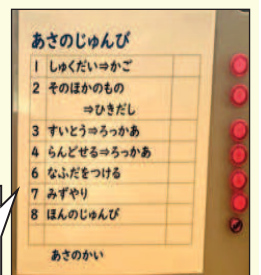 あさのじゅんび
1 しゅくだい⇒かご
2 そのほかのもの
⇒ひきだし
3 すいとう⇒ろっかあ
4 らんどせる⇒ろっかあ
6 なふだをつける
7 みずやり
8 ほんのじゅんび
あさのかい